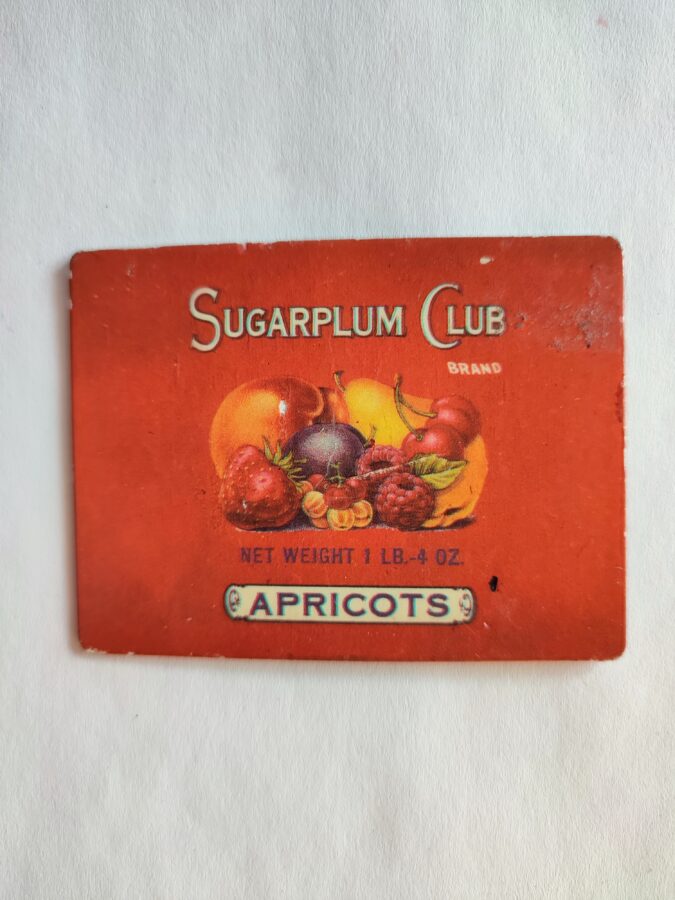 SUGARPLUM CLUB
BRAND
NET WEIGHT 1 LB.-4 OZ.
APRICOTS